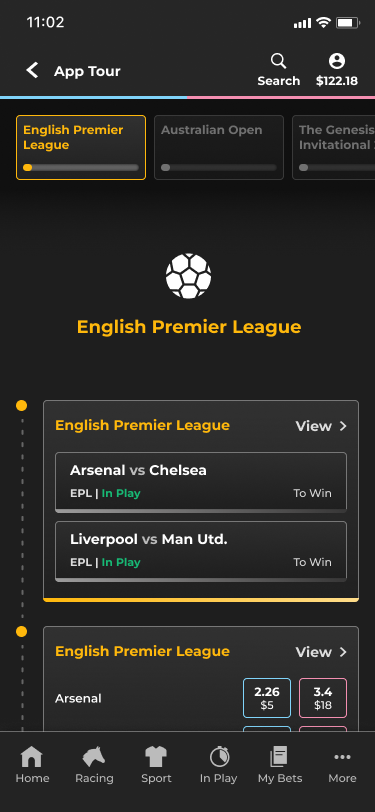 11:02
App Tour
Search
$122.18
English Premier
League
Australian Open
The Genesis
Invitational
English Premier League
English Premier League
View
Arsenal vs Chelsea
EPL | In Play
To Win
Liverpool vs Man Utd.
EPL | In Play
To Win
English Premier League
View
Arsenal
2.26
$5
3.4
$18
Home
Racing
Sport
In Play
My Bets
More